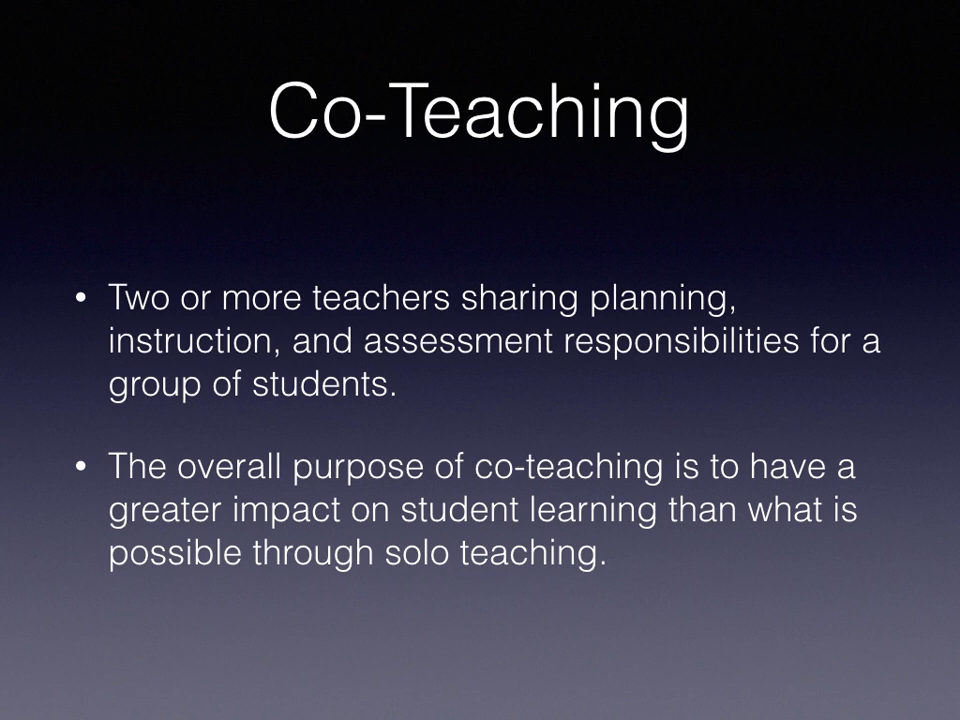 Co-Teaching
• Two or more teachers sharing planning,
instruction, and assessment responsibilities for a
group of students.
• The overall purpose of co-teaching is to have a
greater impact on student learning than what is
possible through solo teaching.